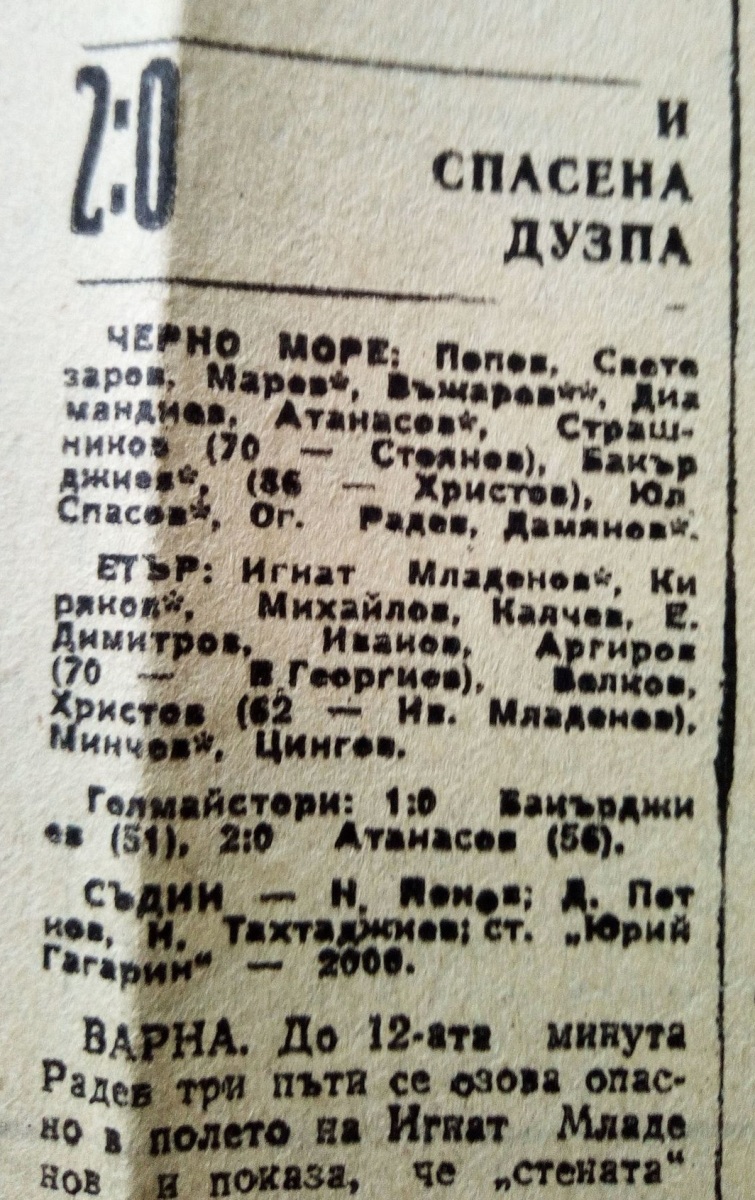 2:0
И
СПАСЕНА
ДУЗПА
ЧЕРНО МОРЕ: Попов, Свето
заров, Маров*, Въжаров**, Диа
мандиев, Атанасов*, Страш-
ников (70 — Стоянов), Бакър
джиев*, (86 — Христов), Юл
Спасов*, Ог. Радев, Дамянов*.
ЕТЪР: Игнат Младенов*, Ки
ряков*, Михайлов, Калчев, Е.
Димитров, Иванов, Аргиров
(70 — В. Георгиев), Велков,
Христов (62 — Ив. Младенов),
Минчев*, Цингов.
Голмайстори: 1:0 Бакърджи
ев (51), 2:0 Атанасов (56).
СЪДИИ — Н. Д. Пет
ков, Н. Тахтаджиев; ст. „Юрий
Гагарин“ — 2000.
ВАРНА. До 12-ата минута
Радев три пъти се озова опас-
но в полето на Игнат Младе
нов и показа, че „стената“